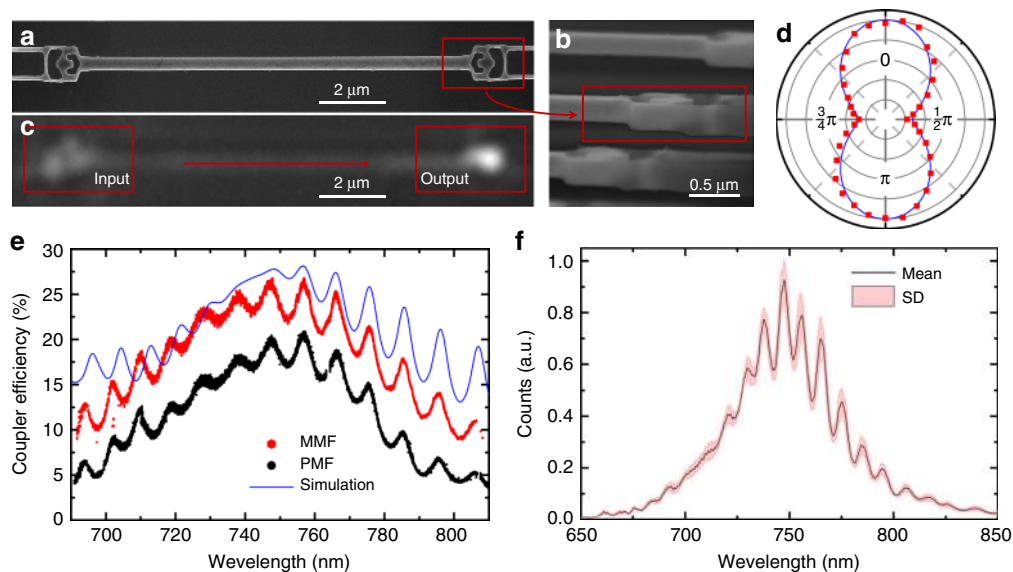 a
2 μm
b
0.5 μm
c
Input
Output
2 μm
d
0
3/4 π
1/2 π
π
e
Coupler efficiency (%)
30
25
20
15
10
5
0
MMF
PMF
Simulation
700 720 740 760 780 800
Wavelength (nm)
f
Counts (a.u.)
1.0
0.8
0.6
0.4
0.2
0.0
Mean
SD
650 700 750 800 850
Wavelength (nm)